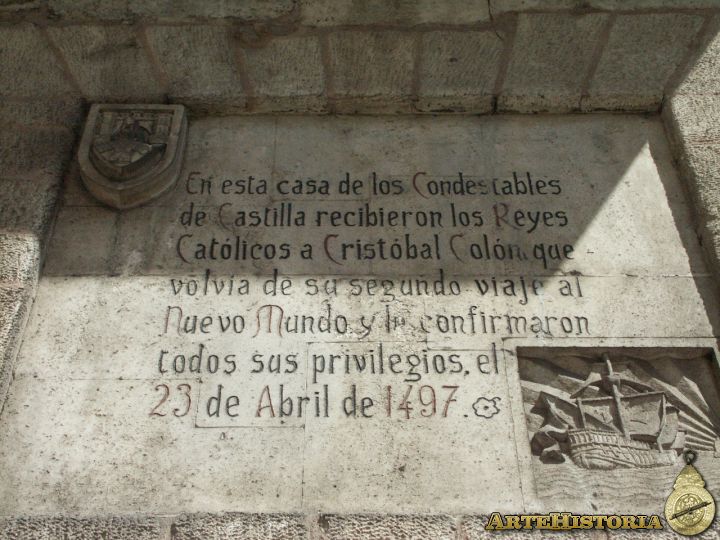 En esta casa de los Condestables
de Castilla recibieron los Reyes
Católicos a Cristóbal Colón, que
volvia de su segundo viaje al
Nuevo Mundo y le confirmaron
todos sus privilegios, el
23 de Abril de 1497.
ARTEHISTORIA